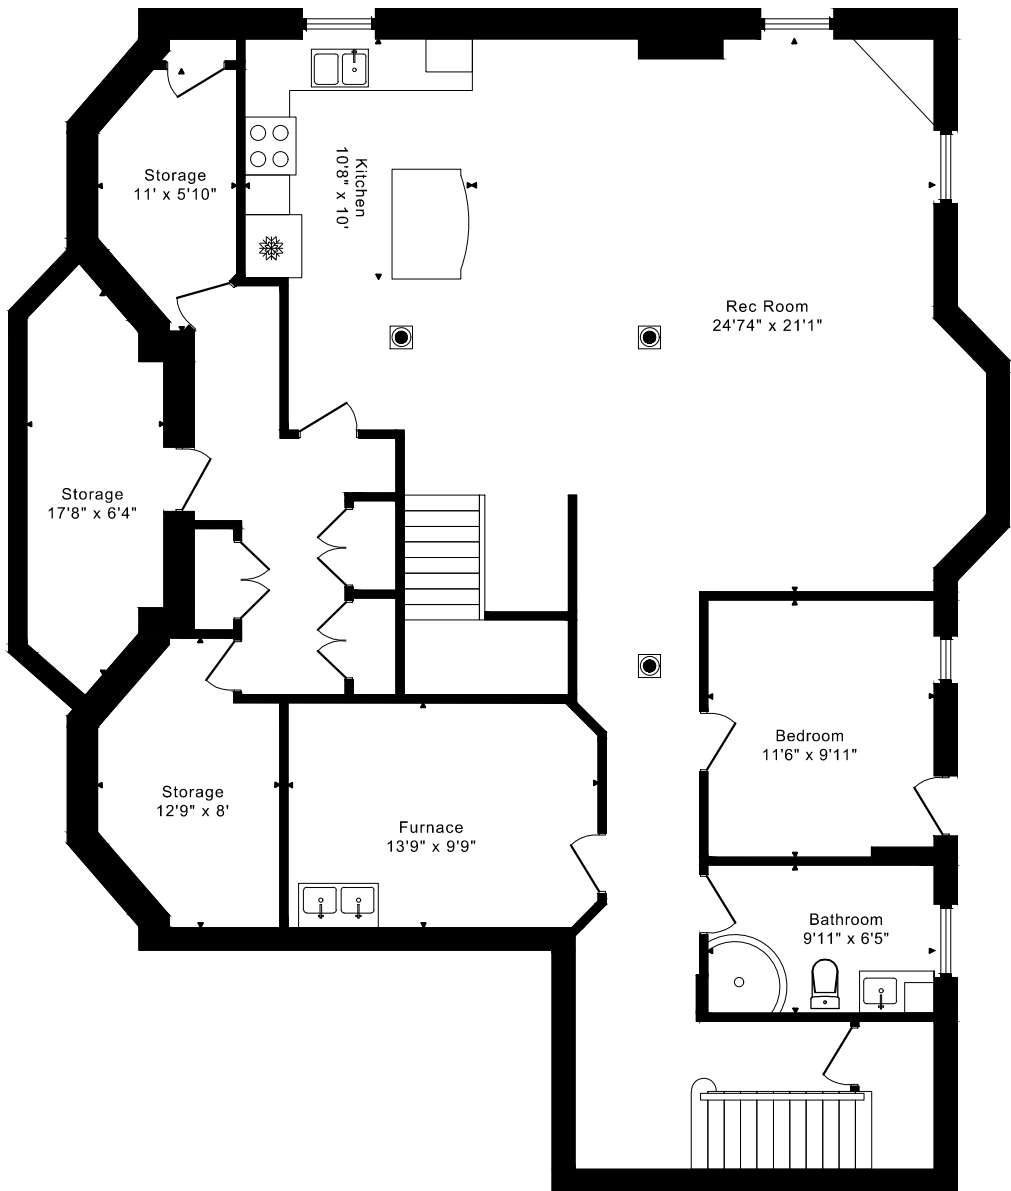 Storage
11' x 5'10"
Kitchen
10'8" x 10'
Rec Room
24'74" x 21'1"
Storage
17'8" x 6'4"
Bedroom
11'6" x 9'11"
Storage
12'9" x 8'
Furnace
13'9" x 9'9"
Bathroom
9'11" x 6'5"